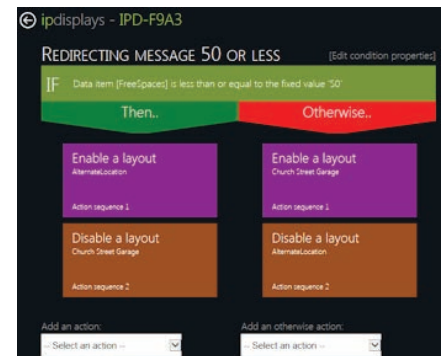 ipdisplays - IPD-F9A3
REDIRECTING MESSAGE 50 OR LESS
[Edit condition properties]
IF Data item [FreeSpaces] is less than or equal to the fixed value '50'
Then..
Otherwise..
Enable a layout
AlternateLocation
Action sequence 1
Enable a layout
Church Street Garage
Action sequence 1
Disable a layout
Church Street Garage
Action sequence 2
Disable a layout
AlternateLocation
Action sequence 2
Add an action:
-- Select an action --
Add an otherwise action:
-- Select an action --